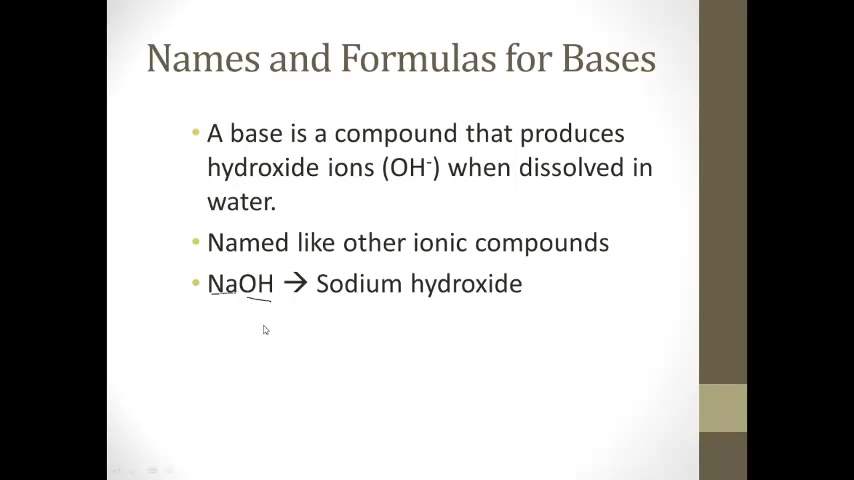 Names and Formulas for Bases
• A base is a compound that produces
hydroxide ions (OH⁻) when dissolved in
water.
• Named like other ionic compounds
• NaOH → Sodium hydroxide